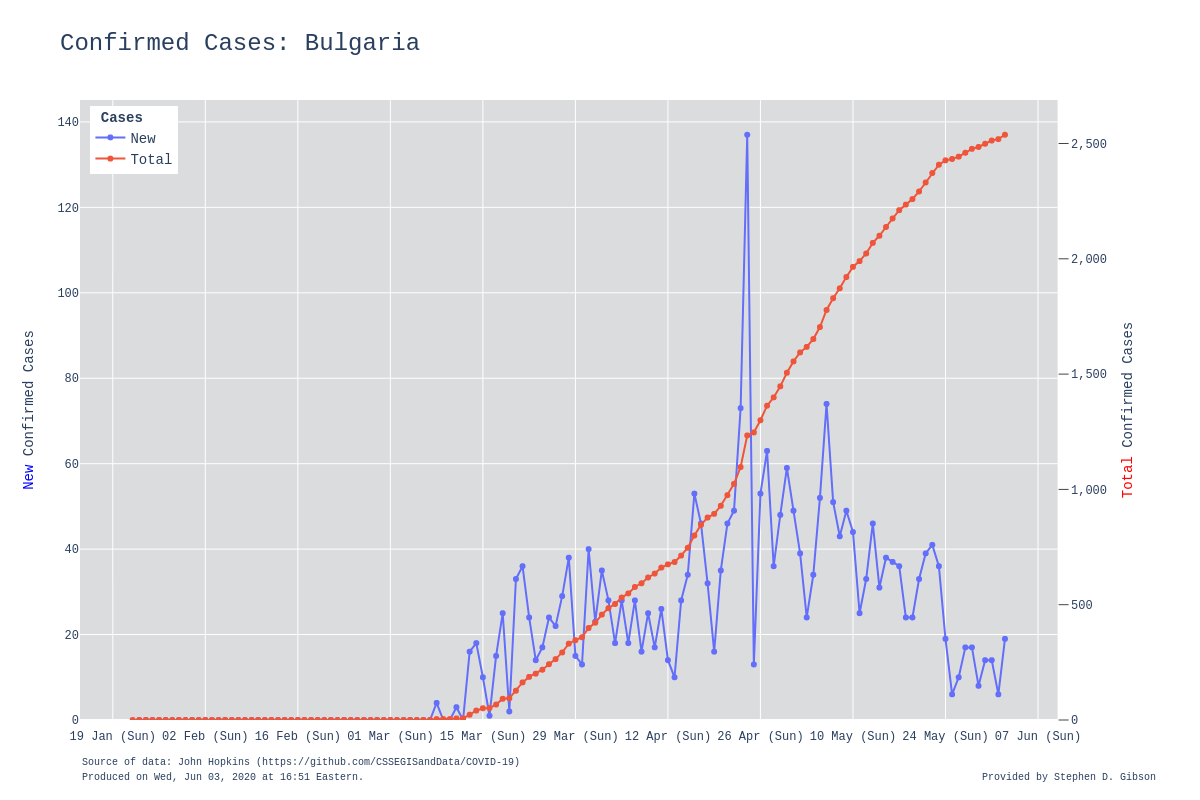 Confirmed Cases: Bulgaria
Cases
New
Total
140
120
100
80
60
40
20
0
2,500
2,000
1,500
1,000
500
0
New Confirmed Cases
Total Confirmed Cases
19 Jan (Sun) 02 Feb (Sun) 16 Feb (Sun) 01 Mar (Sun) 15 Mar (Sun) 29 Mar (Sun) 12 Apr (Sun) 26 Apr (Sun) 10 May (Sun) 24 May (Sun) 07 Jun (Sun)
Source of data: John Hopkins (https://github.com/CSSEGISandData/COVID-19)
Produced on Wed, Jun 03, 2020 at 16:51 Eastern.
Provided by Stephen D. Gibson